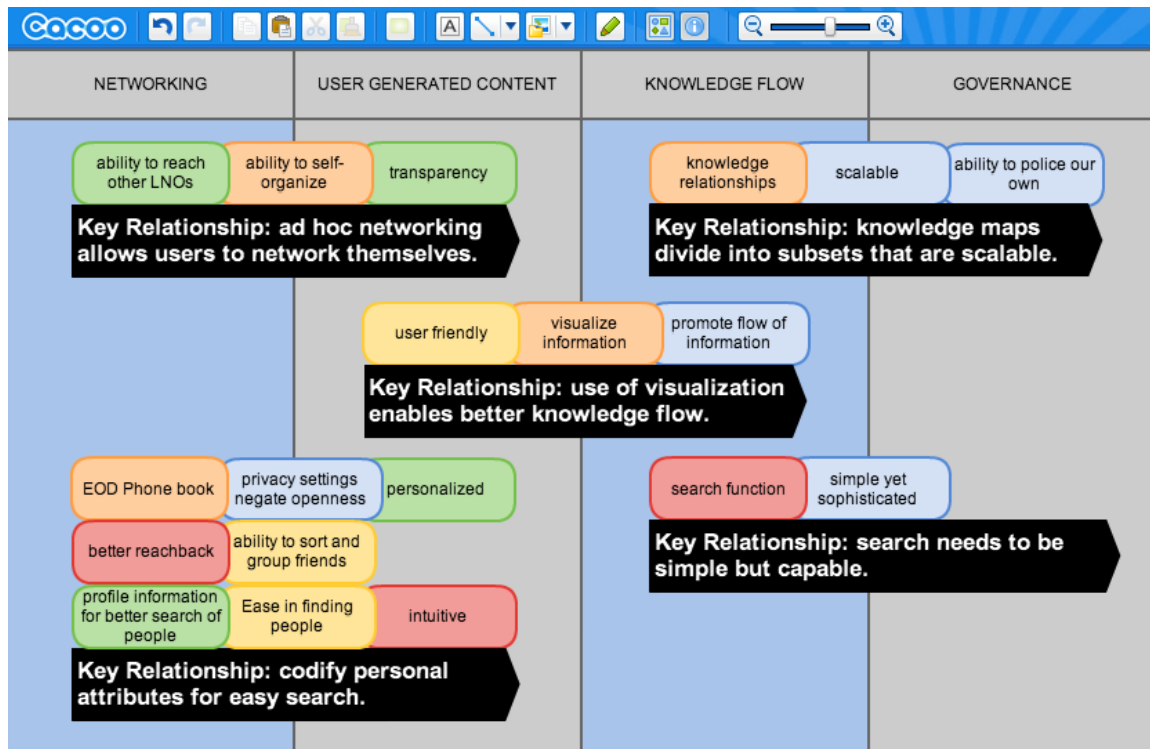 cacoo
A
NETWORKING
USER GENERATED CONTENT
KNOWLEDGE FLOW
GOVERNANCE
ability to reach
other LNOs
ability to self-
organize
transparency
Key Relationship: ad hoc networking
allows users to network themselves.
knowledge
relationships
scalable
ability to police our
own
Key Relationship: knowledge maps
divide into subsets that are scalable.
user friendly
visualize
information
promote flow of
information
Key Relationship: use of visualization
enables better knowledge flow.
EOD Phone book
privacy settings
negate openness
personalized
better reachback
ability to sort and
group friends
profile information
for better search of
people
Ease in finding
people
intuitive
Key Relationship: codify personal
attributes for easy search.
search function
simple yet
sophisticated
Key Relationship: search needs to be
simple but capable.